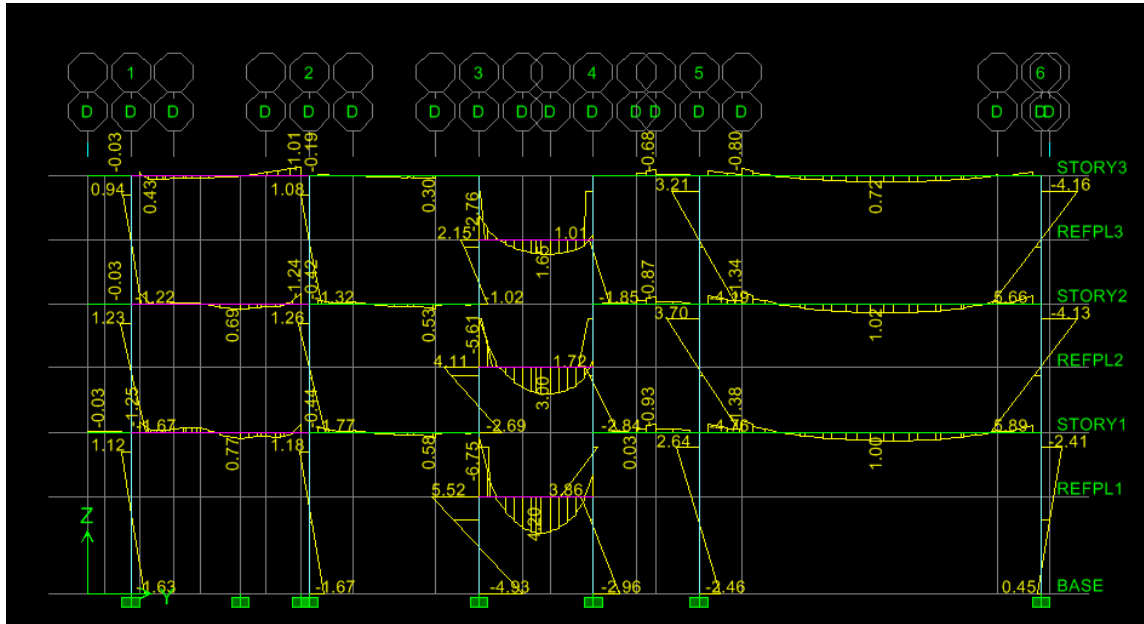 1 2 3 4 5 6
D D D D D D D D D D D D D D D D D
-0.03 -1.01 -0.19 -0.68 -0.80
STORY3
0.94 0.43 1.08 0.30 -2.76 3.21 0.72 -4.16
2.15 1.01 REFPL3
1.65
-0.03 1.24 -0.87 -1.34
-1.22 -1.32 1.02 -1.85 5.66 STORY2
1.23 0.69 1.26 0.53 -5.61 3.70 1.02 -4.13
4.11 1.72 REFPL2
3.00
-0.03 -1.25 -0.44 -0.93 -1.38
-1.67 -1.77 -2.69 -2.84 -4.76 5.89 STORY1
1.12 0.77 1.18 0.58 -6.75 0.03 2.64 1.00 -2.41
5.52 3.86 REFPL1
4.20
Z
-1.63 -1.67 -4.93 -2.96 -2.46 0.45 BASE
Y